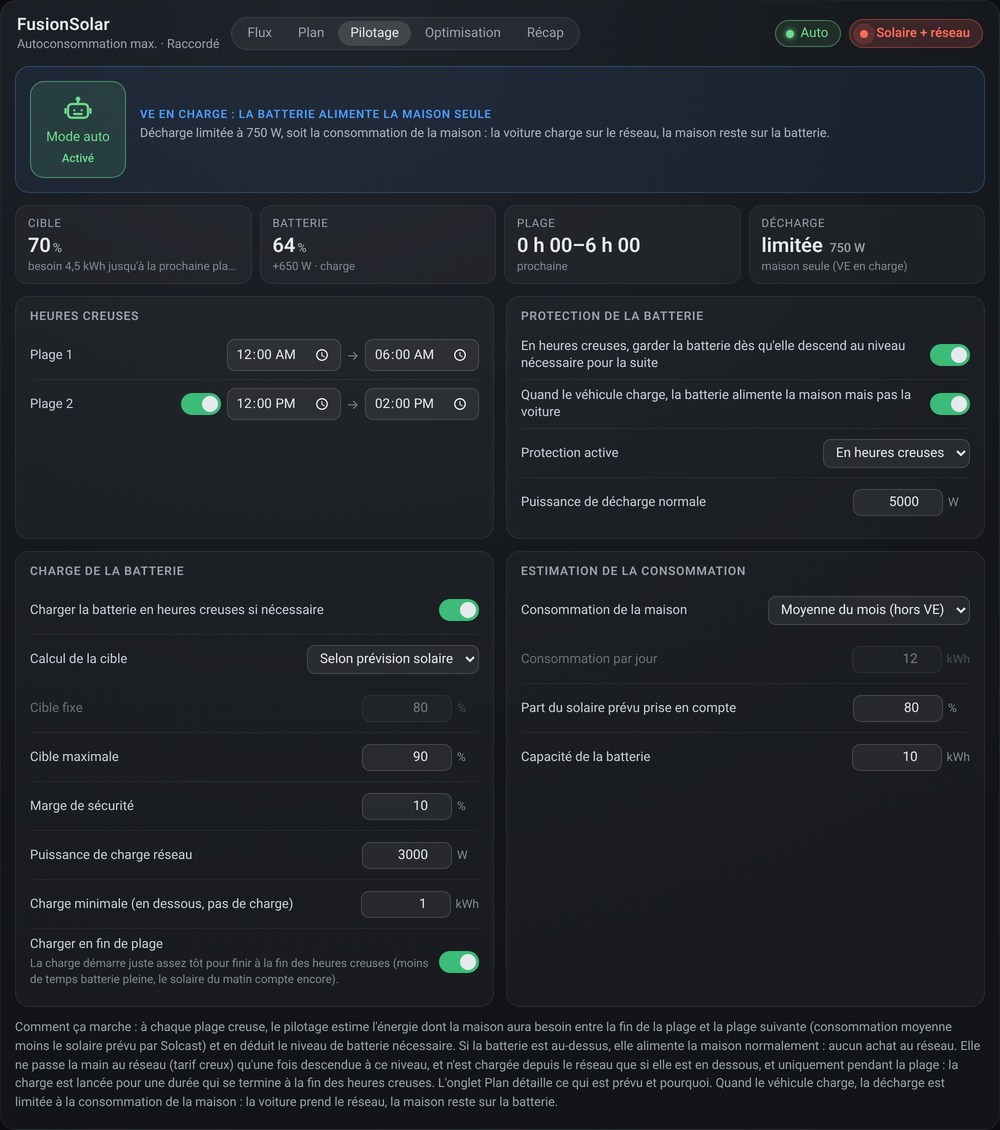 FusionSolar
Autoconsommation max. · Raccordé
Flux
Plan
Pilotage
Optimisation
Récap
Auto
Solaire + réseau
Mode auto
Activé
VE EN CHARGE : LA BATTERIE ALIMENTE LA MAISON SEULE
Décharge limitée à 750 W, soit la consommation de la maison : la voiture charge sur le réseau, la maison reste sur la batterie.
CIBLE
70 %
besoin 4,5 kWh jusqu'à la prochaine pla…
BATTERIE
64 %
+650 W · charge
PLAGE
0 h 00–6 h 00
prochaine
DÉCHARGE
limitée 750 W
maison seule (VE en charge)
HEURES CREUSES
Plage 1 12:00 AM → 06:00 AM
Plage 2 12:00 PM → 02:00 PM
PROTECTION DE LA BATTERIE
En heures creuses, garder la batterie dès qu'elle descend au niveau
nécessaire pour la suite
Quand le véhicule charge, la batterie alimente la maison mais pas la
voiture
Protection active En heures creuses
Puissance de décharge normale 5000 W
CHARGE DE LA BATTERIE
Charger la batterie en heures creuses si nécessaire
Calcul de la cible Selon prévision solaire
Cible fixe 80 %
Cible maximale 90 %
Marge de sécurité 10 %
Puissance de charge réseau 3000 W
Charge minimale (en dessous, pas de charge) 1 kWh
Charger en fin de plage
La charge démarre juste assez tôt pour finir à la fin des heures creuses (moins
de temps batterie pleine, le solaire du matin compte encore).
ESTIMATION DE LA CONSOMMATION
Consommation de la maison Moyenne du mois (hors VE)
Consommation par jour 12 kWh
Part du solaire prévu prise en compte 80 %
Capacité de la batterie 10 kWh
Comment ça marche : à chaque plage creuse, le pilotage estime l'énergie dont la maison aura besoin entre la fin de la plage et la plage suivante (consommation moyenne
moins le solaire prévu par Solcast) et en déduit le niveau de batterie nécessaire. Si la batterie est au-dessus, elle alimente la maison normalement : aucun achat au réseau. Elle
ne passe la main au réseau (tarif creux) qu'une fois descendue à ce niveau, et n'est chargée depuis le réseau que si elle est en dessous, et uniquement pendant la plage : la
charge est lancée pour une durée qui se termine à la fin des heures creuses. L'onglet Plan détaille ce qui est prévu et pourquoi. Quand le véhicule charge, la décharge est
limitée à la consommation de la maison : la voiture prend le réseau, la maison reste sur la batterie.